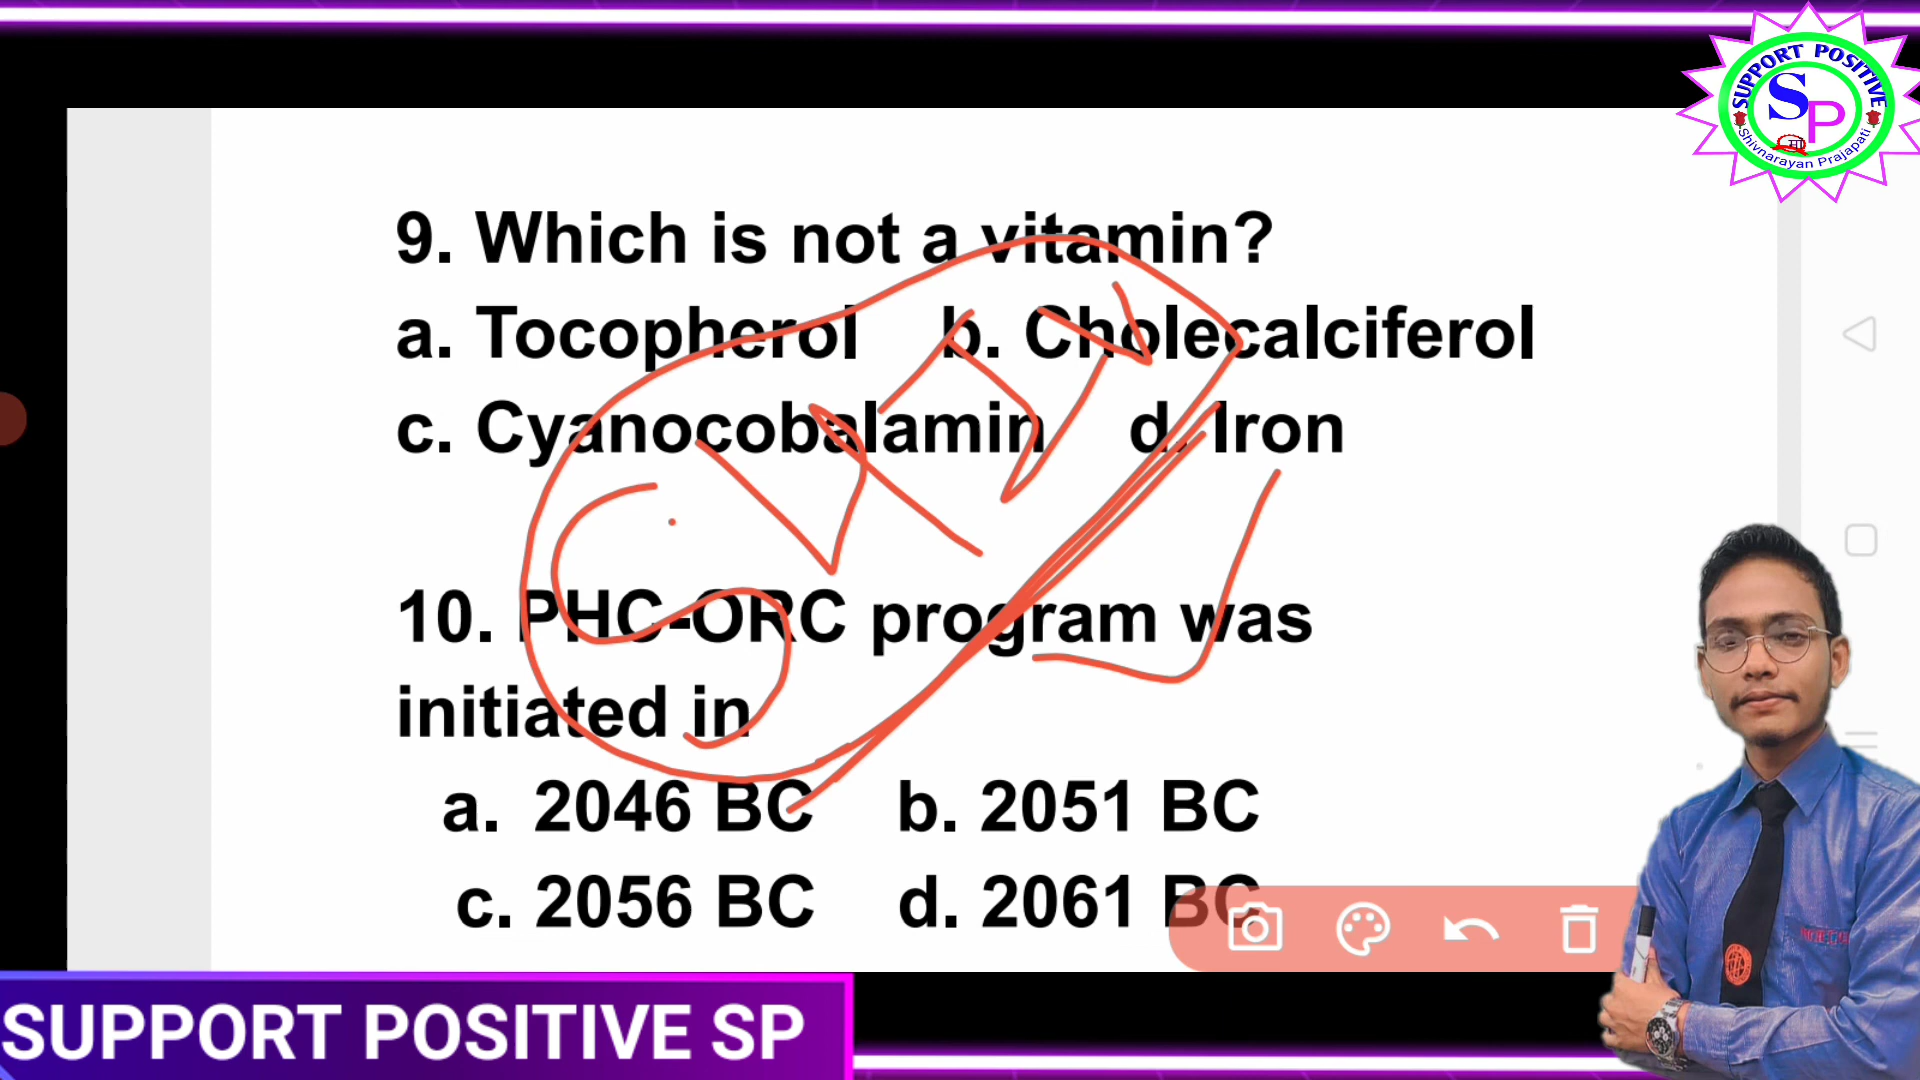 SUPPORT POSITIVE
SP
Shivnarayan Prajapati
9. Which is not a vitamin?
a. Tocopherol b. Cholecalciferol
c. Cyanocobalamin d. Iron
10. PHC-ORC program was
initiated in
a. 2046 BC b. 2051 BC
c. 2056 BC d. 2061 BC
SUPPORT POSITIVE SP